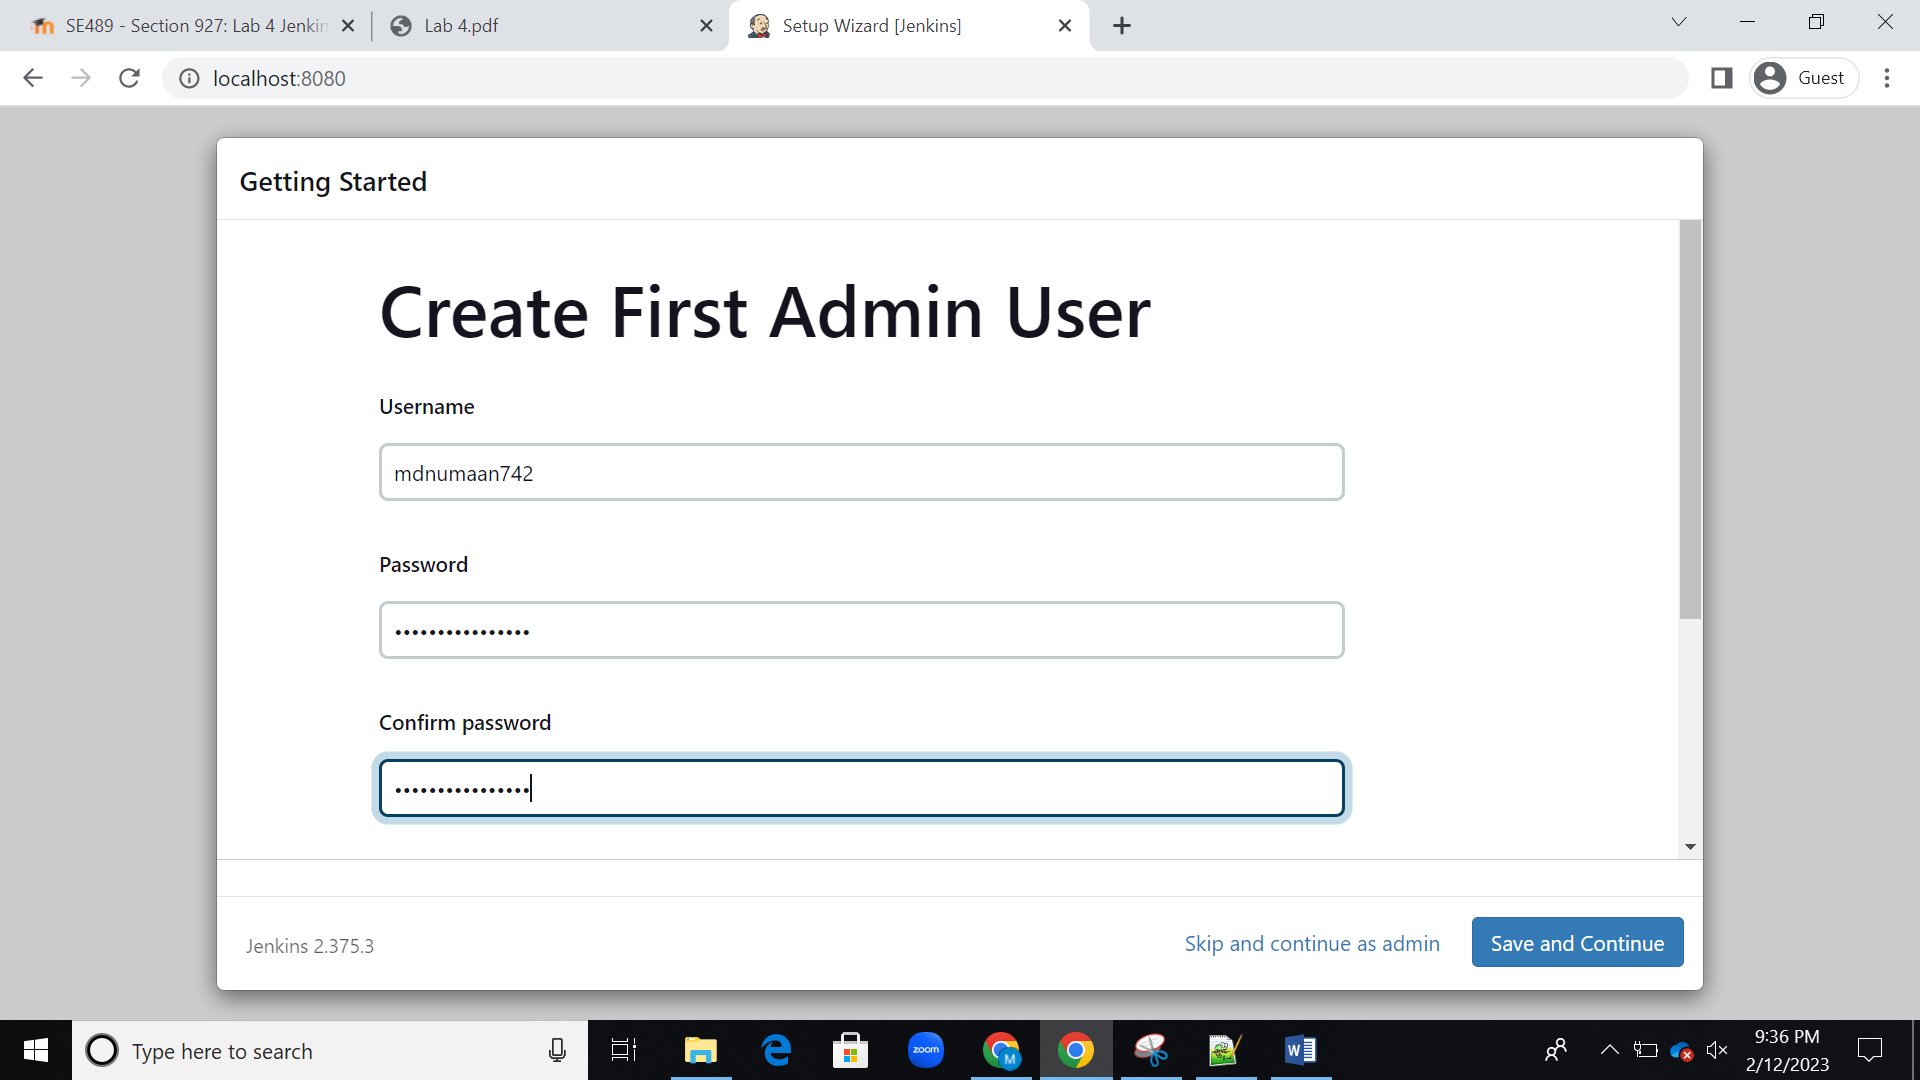 SE489 - Section 927: Lab 4 Jenkin
Lab 4.pdf
Setup Wizard [Jenkins]
localhost:8080
Guest
Getting Started
Create First Admin User
Username
mdnumaan742
Password
••••••••••••••••
Confirm password
••••••••••••••••
Jenkins 2.375.3
Skip and continue as admin
Save and Continue
Type here to search
zoom
M
W
9:36 PM
2/12/2023